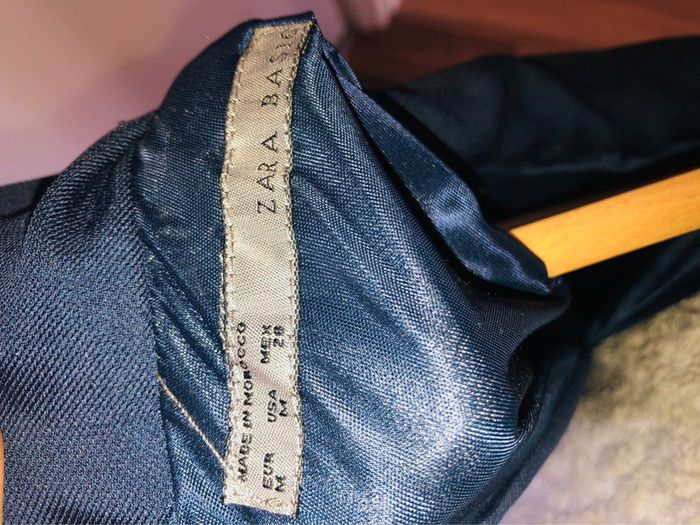 ZARA BASIC
MADE IN MOROCCO
EUR USA MEX
M M 28